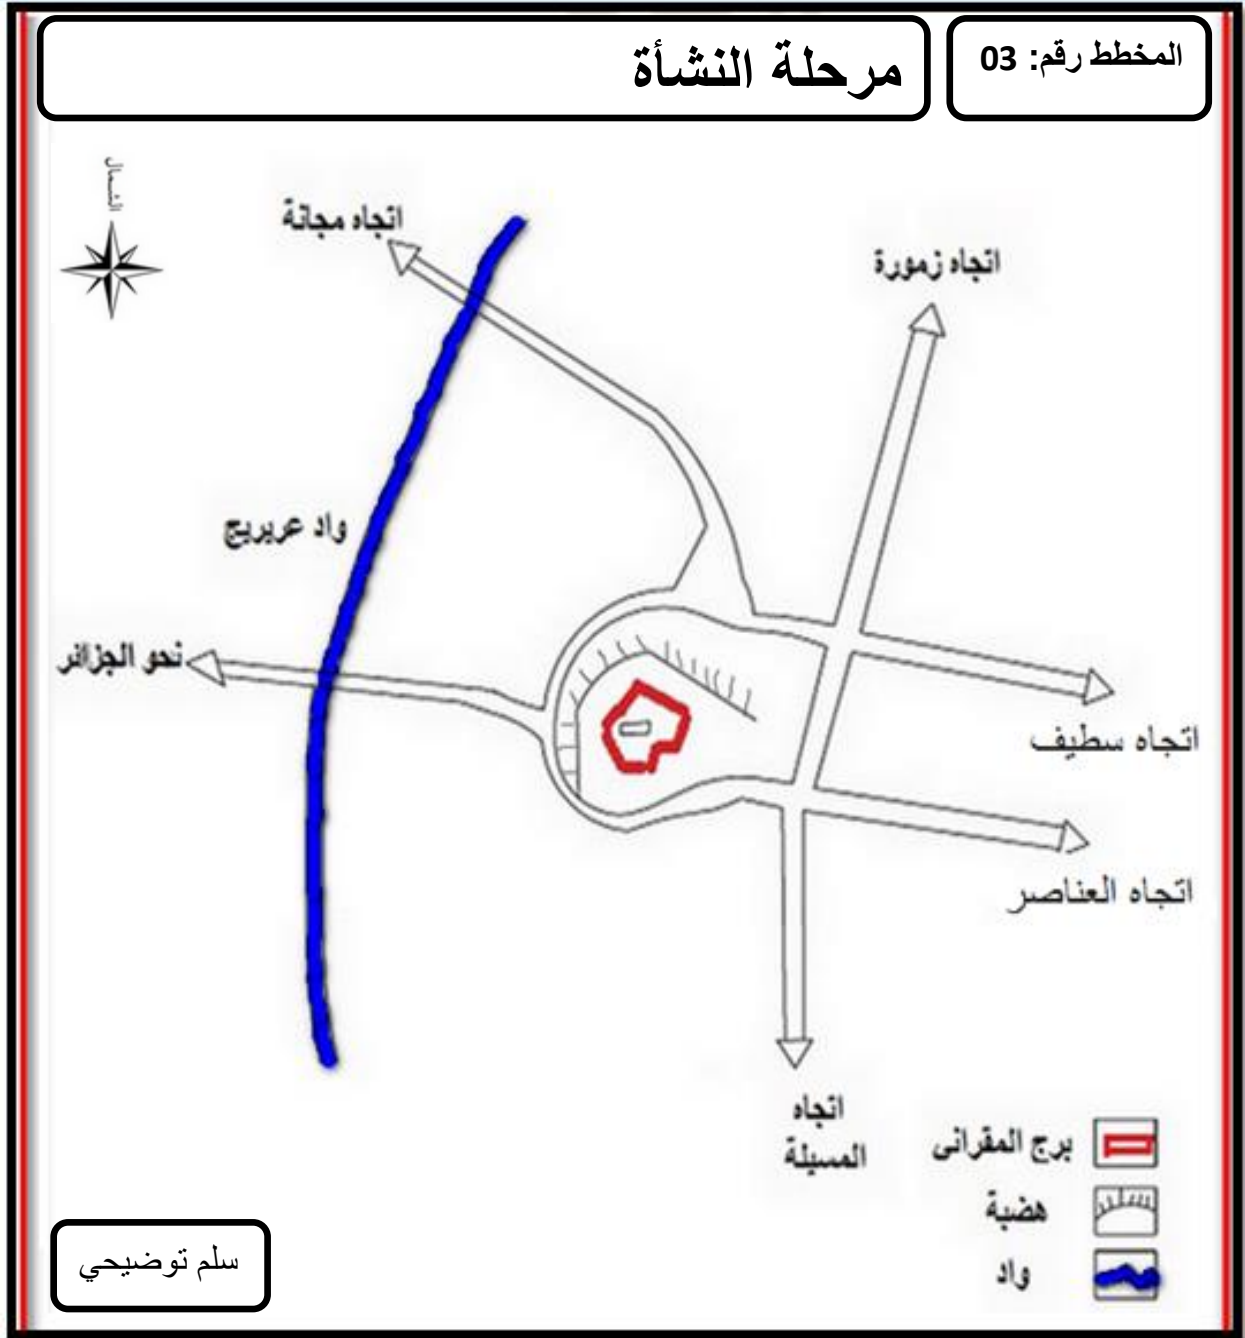 المخطط رقم: 03
مرحلة النشأة
الشمال
اتجاه مجانة
اتجاه زمورة
واد عريريج
نحو الجزائر
اتجاه سطيف
اتجاه العناصر
اتجاه
المسيلة
برج المقرانى
هضبة
واد
سلم توضيحي